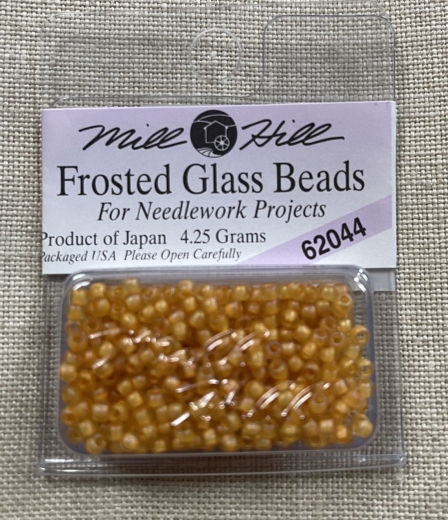 Mill Hill
Frosted Glass Beads
For Needlework Projects
Product of Japan 4.25 Grams
Packaged USA Please Open Carefully
62044